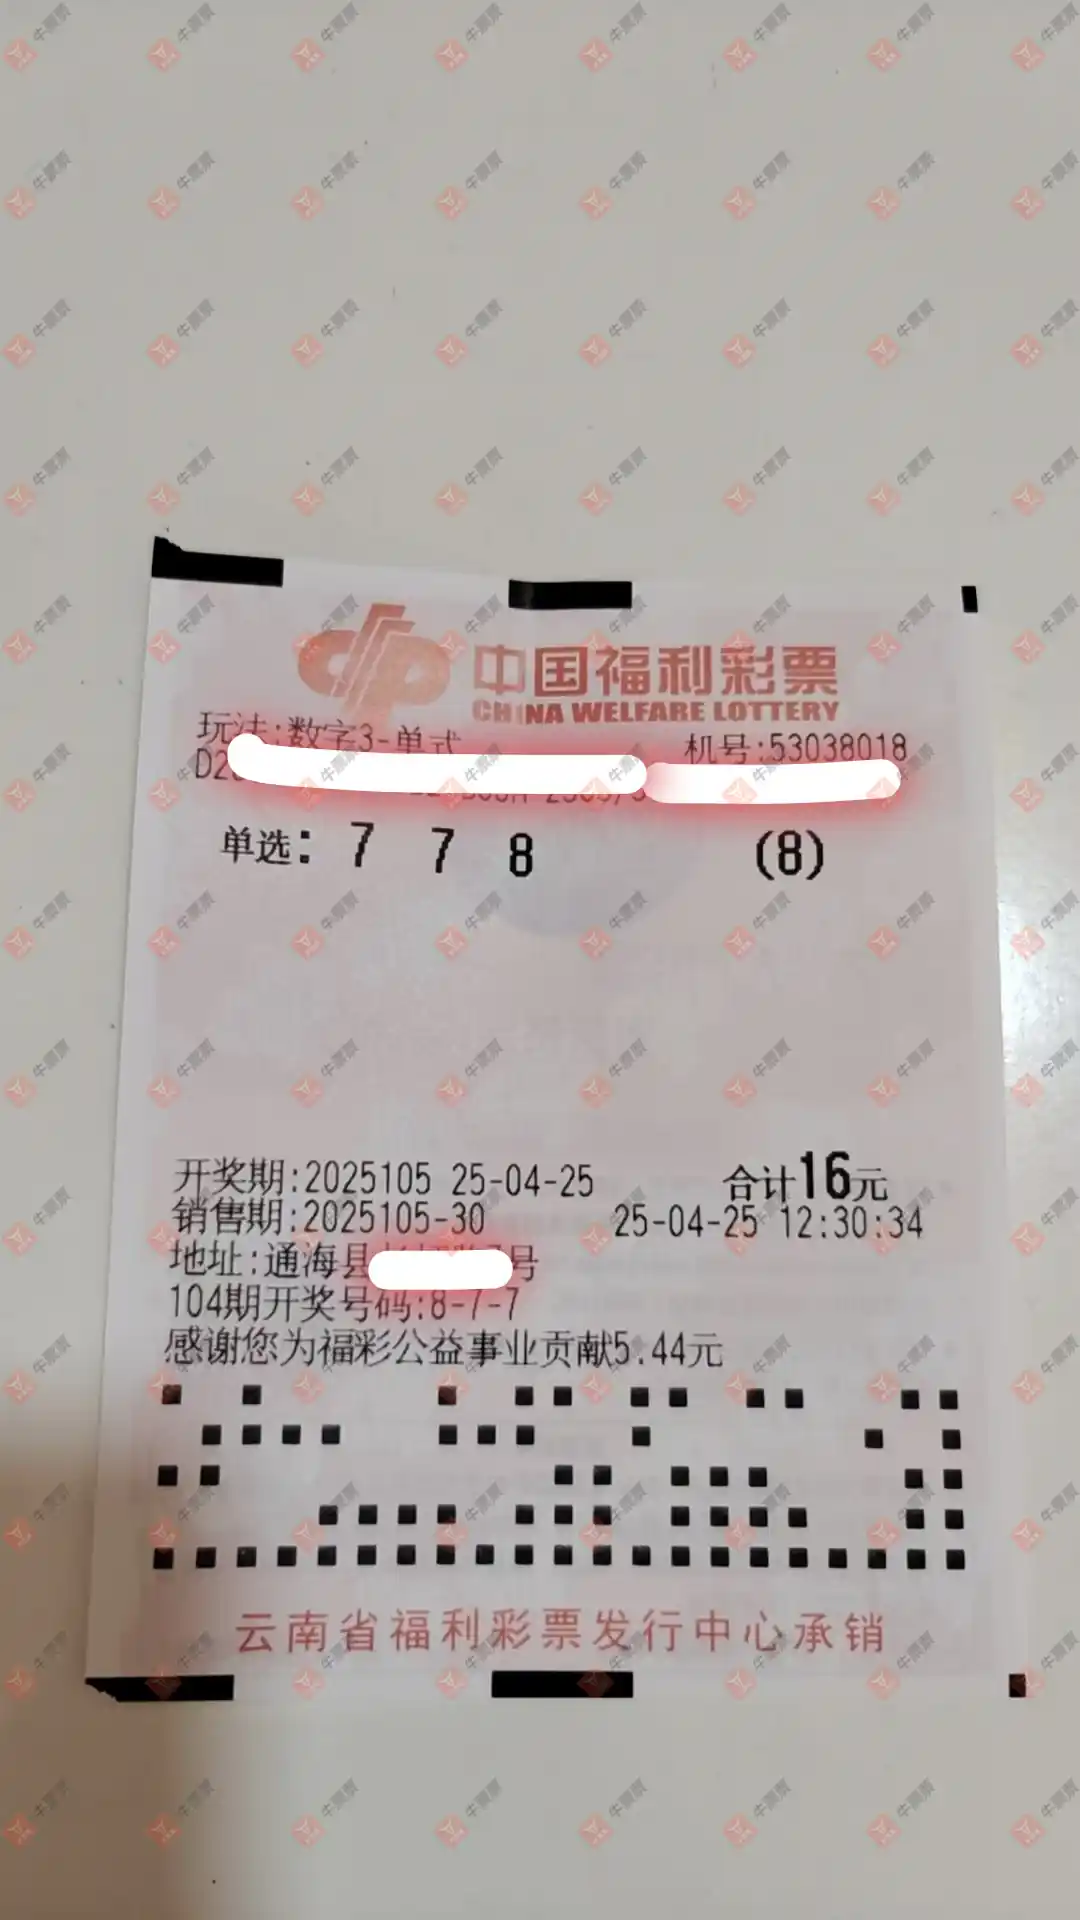 中国福利彩票
CHINA WELFARE LOTTERY
玩法:数字3-单式 机号:53038018
单选: 7 7 8 (8)
开奖期:2025105 25-04-25 合计16元
销售期:2025105-30 25-04-25 12:30:34
地址:通海县 号
104期开奖号码:8-7-7
感谢您为福彩公益事业贡献5.44元
云南省福利彩票发行中心承销
牛票票